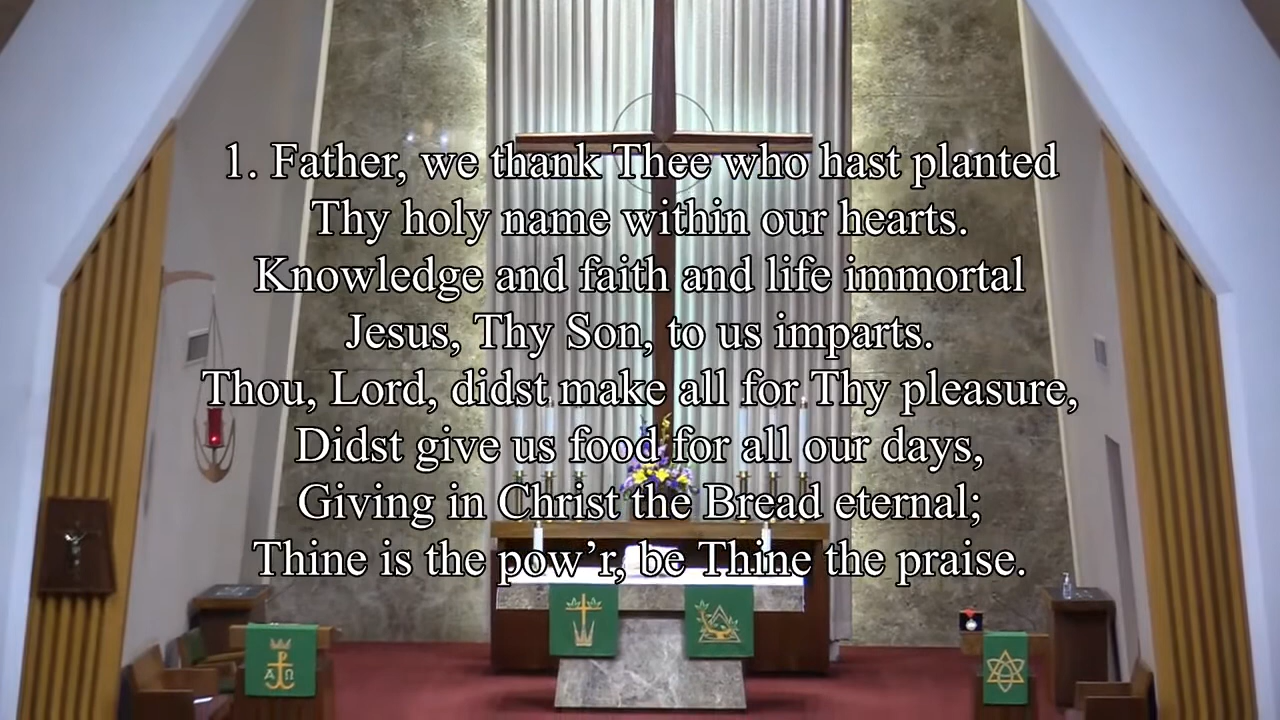 1. Father, we thank Thee who hast planted
Thy holy name within our hearts.
Knowledge and faith and life immortal
Jesus, Thy Son, to us imparts.
Thou, Lord, didst make all for Thy pleasure,
Didst give us food for all our days,
Giving in Christ the Bread eternal;
Thine is the pow’r, be Thine the praise.
Α Ω